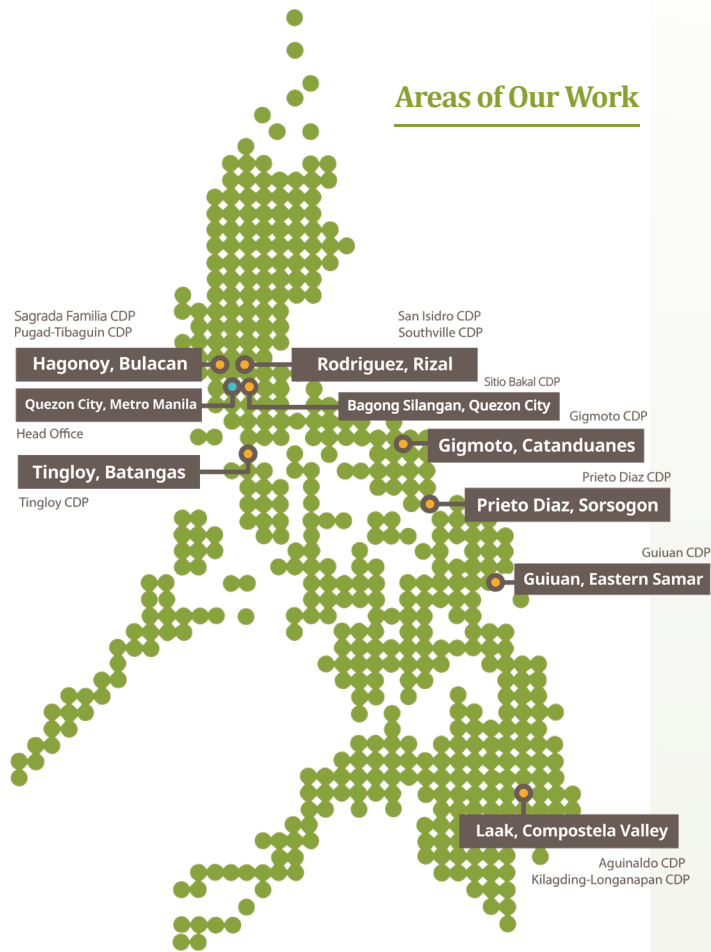 Areas of Our Work
Sagrada Familia CDP
Pugad-Tibaguin CDP
Hagonoy, Bulacan
San Isidro CDP
Southville CDP
Rodriguez, Rizal
Quezon City, Metro Manila
Head Office
Sitio Bakal CDP
Bagong Silangan, Quezon City
Gigmoto CDP
Gigmoto, Catanduanes
Tingloy, Batangas
Tingloy CDP
Prieto Diaz CDP
Prieto Diaz, Sorsogon
Guiuan CDP
Guiuan, Eastern Samar
Laak, Compostela Valley
Aguinaldo CDP
Kilagding-Longanapan CDP